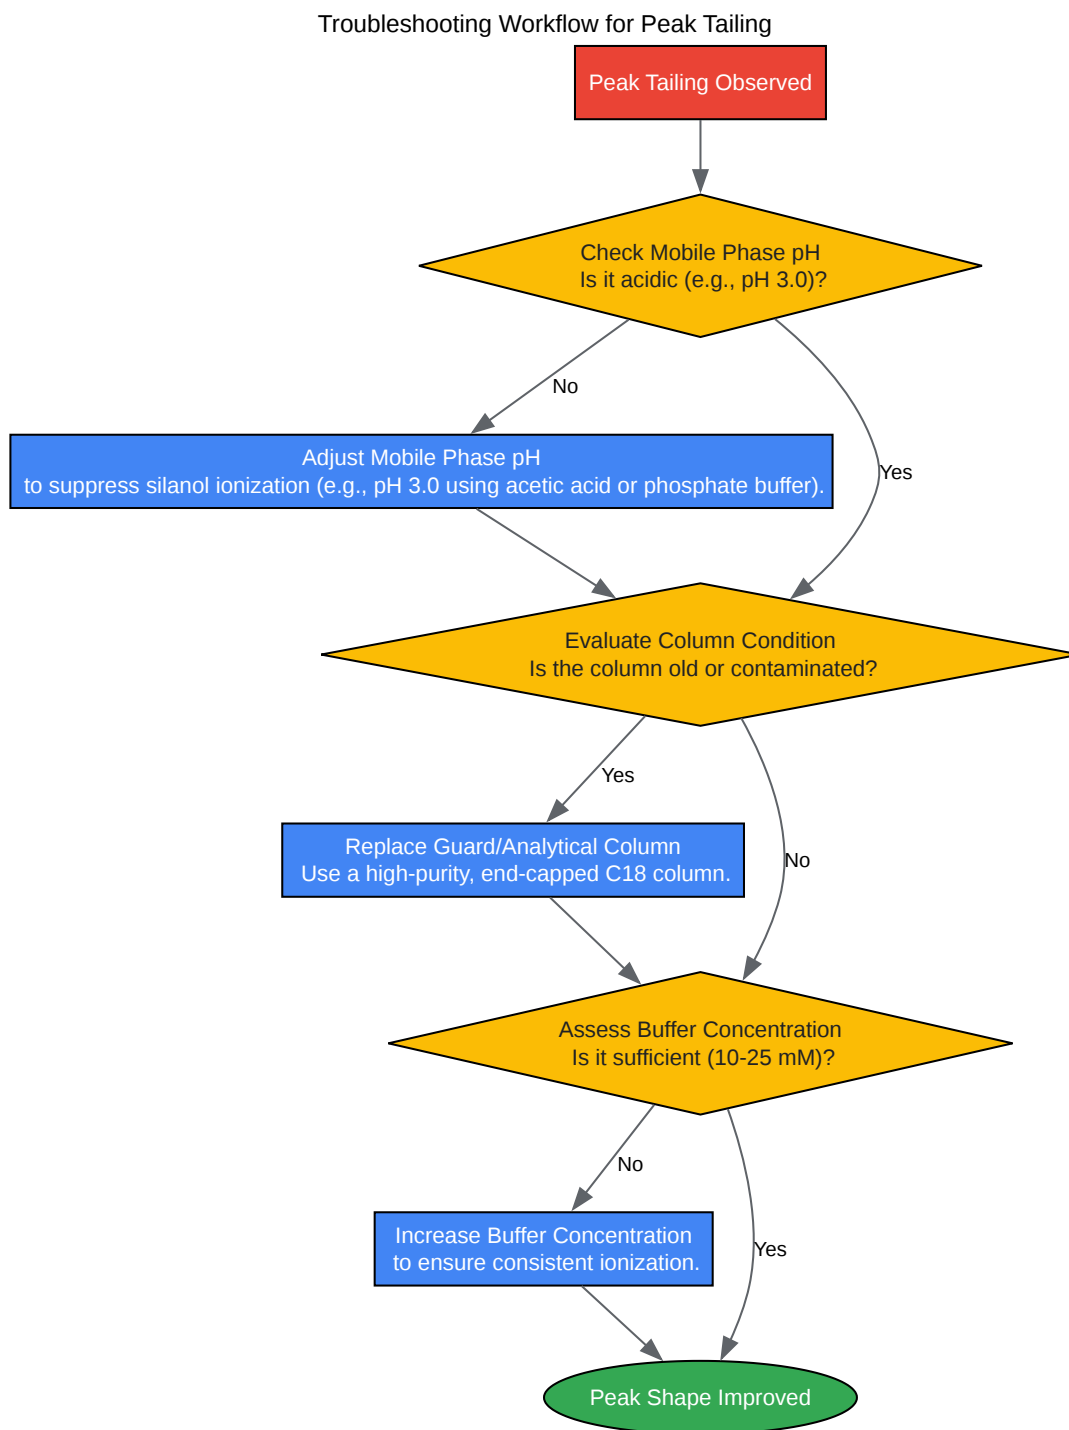 Troubleshooting Workflow for Peak Tailing
Peak Tailing Observed
Check Mobile Phase pH
Is it acidic (e.g., pH 3.0)?
No
Adjust Mobile Phase pH
to suppress silanol ionization (e.g., pH 3.0 using acetic acid or phosphate buffer).
Yes
Evaluate Column Condition
Is the column old or contaminated?
Yes
Replace Guard/Analytical Column
Use a high-purity, end-capped C18 column.
No
Assess Buffer Concentration
Is it sufficient (10-25 mM)?
No
Increase Buffer Concentration
to ensure consistent ionization.
Yes
Peak Shape Improved